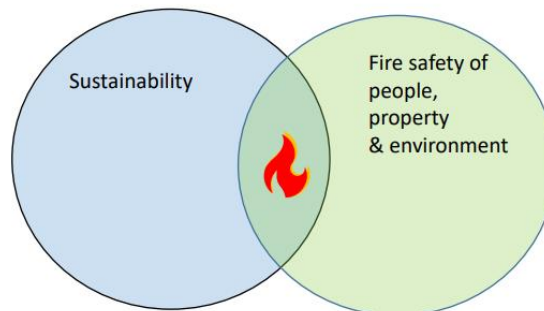 Sustainability
Fire safety of
people,
property
& environment